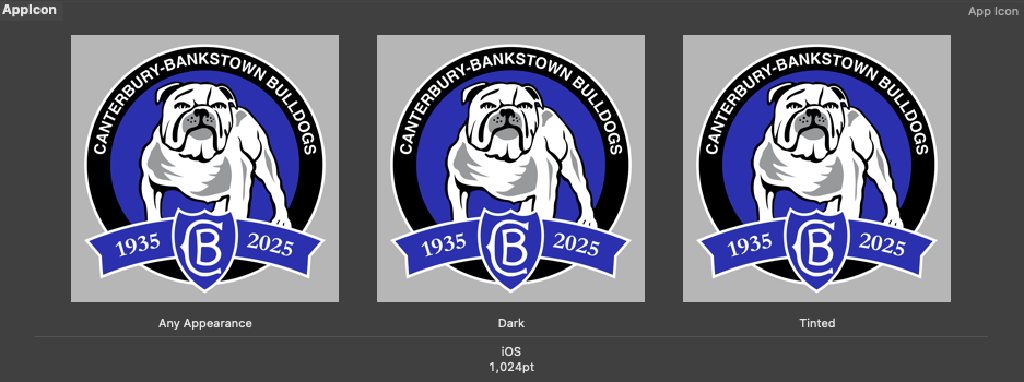 AppIcon
App Icon
CANTERBURY-BANKSTOWN BULLDOGS
1935
CB
2025
CANTERBURY-BANKSTOWN BULLDOGS
1935
CB
2025
CANTERBURY-BANKSTOWN BULLDOGS
1935
CB
2025
Any Appearance
Dark
Tinted
iOS
1,024pt